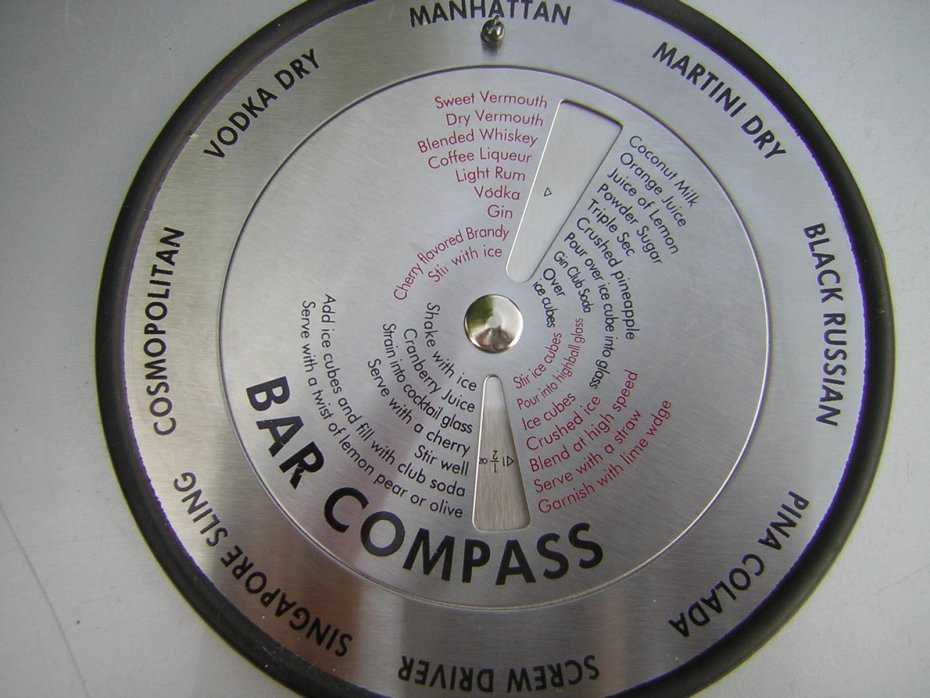 MANHATTAN
MARTINI DRY
BLACK RUSSIAN
PINA COLADA
SCREW DRIVER
SINGAPORE SLING
COSMOPOLITAN
VODKA DRY
Sweet Vermouth
Dry Vermouth
Blended Whiskey
Coffee Liqueur
Light Rum
Vodka
Gin
Cherry flavored Brandy
Stir with ice
Coconut Milk
Orange Juice
Juice of Lemon
Powder Sugar
Triple Sec
Crushed pineapple
Pour over ice cube into glass
Gin Club Soda
Over
ice cubes
Stir ice cubes
Pour into highball glass
Ice cubes
Crushed ice
Blend at high speed
Serve with a straw
Garnish with lime wadge
Shake with ice
Cranberry Juice
Strain into cocktail glass
Serve with a cherry
Stir well
Add ice cubes and fill with club soda
Serve with a twist of lemon pear or olive
BAR COMPASS